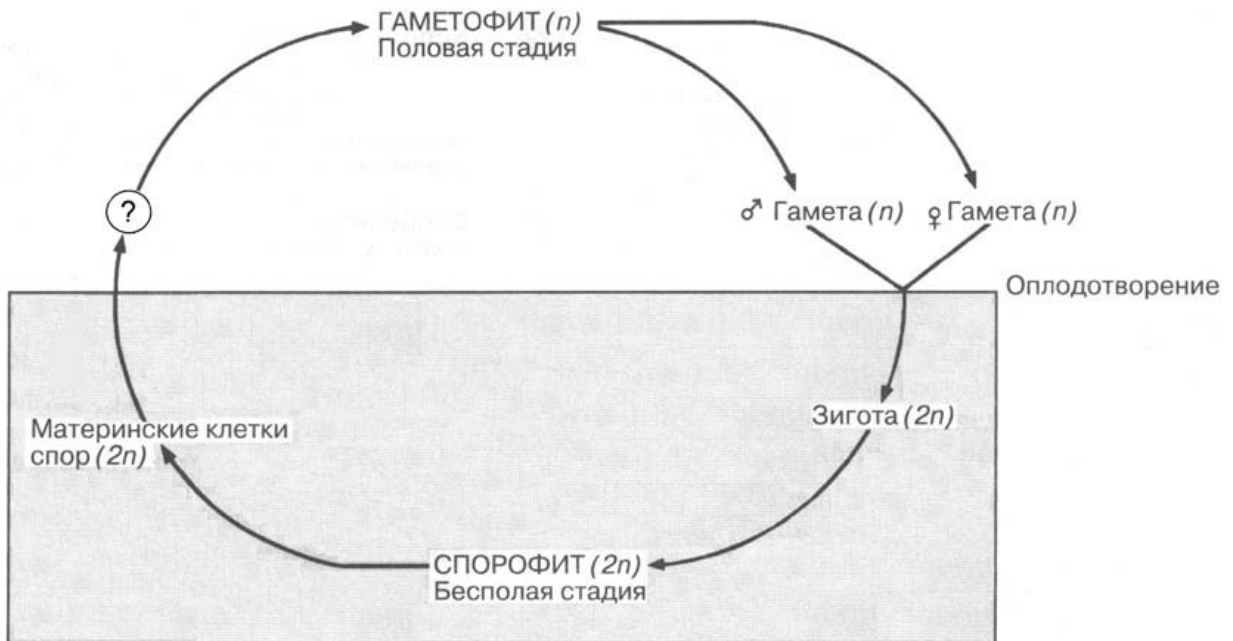 ГАМЕТОФИТ (n)
Половая стадия
?
♂ Гамета (n) ♀ Гамета (n)
Оплодотворение
Материнские клетки
спор (2n)
Зигота (2n)
СПОРОФИТ (2n)
Бесполая стадия